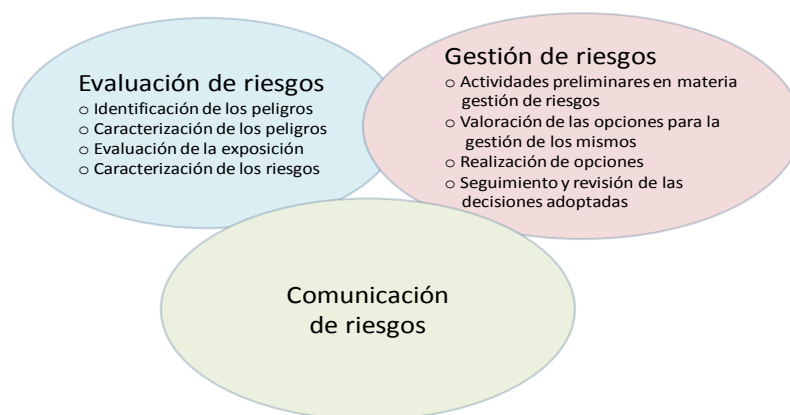 Evaluación de riesgos
o Identificación de los peligros
o Caracterización de los peligros
o Evaluación de la exposición
o Caracterización de los riesgos
Gestión de riesgos
o Actividades preliminares en materia
gestión de riesgos
o Valoración de las opciones para la
gestión de los mismos
o Realización de opciones
o Seguimiento y revisión de las
decisiones adoptadas
Comunicación
de riesgos